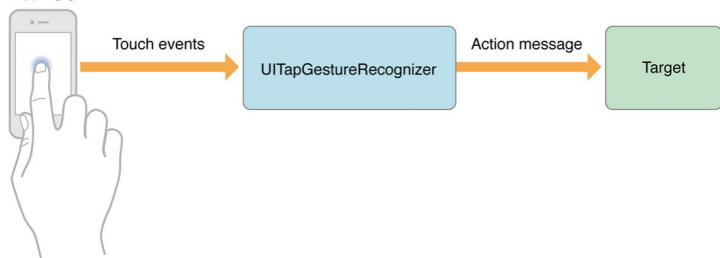 Touch events
UITapGestureRecognizer
Action message
Target